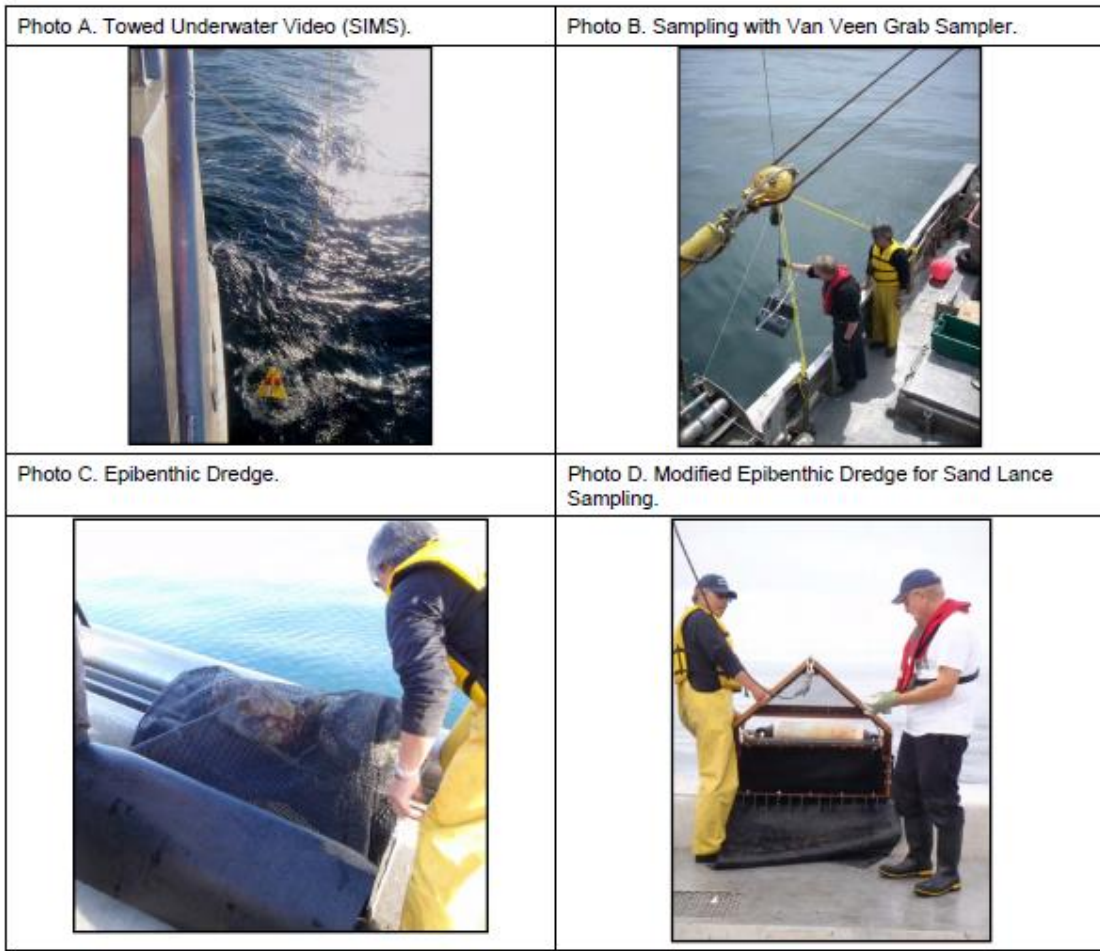 Photo A. Towed Underwater Video (SIMS).
Photo B. Sampling with Van Veen Grab Sampler.
Photo C. Epibenthic Dredge.
Photo D. Modified Epibenthic Dredge for Sand Lance
Sampling.